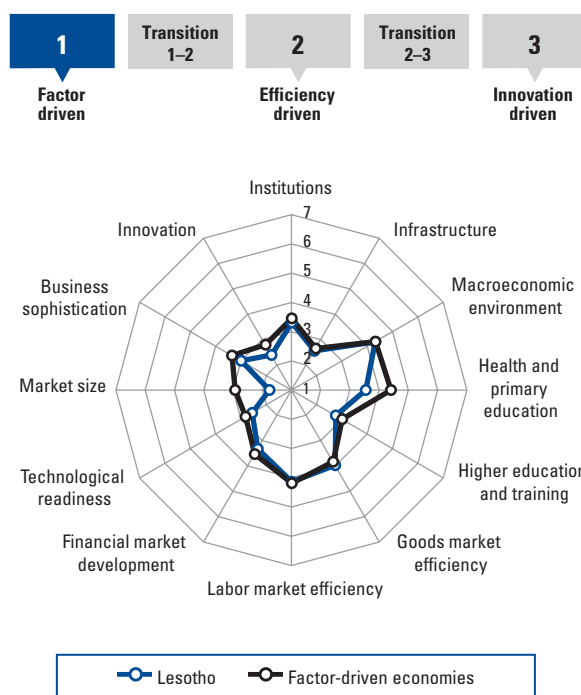 1
Transition
1–2
2
Transition
2–3
3
Factor
driven
Efficiency
driven
Innovation
driven
Institutions
7
6
5
4
3
2
1
Innovation
Infrastructure
Business
sophistication
Macroeconomic
environment
Market size
Health and
primary
education
Technological
readiness
Higher education
and training
Financial market
development
Goods market
efficiency
Labor market efficiency
Lesotho
Factor-driven economies